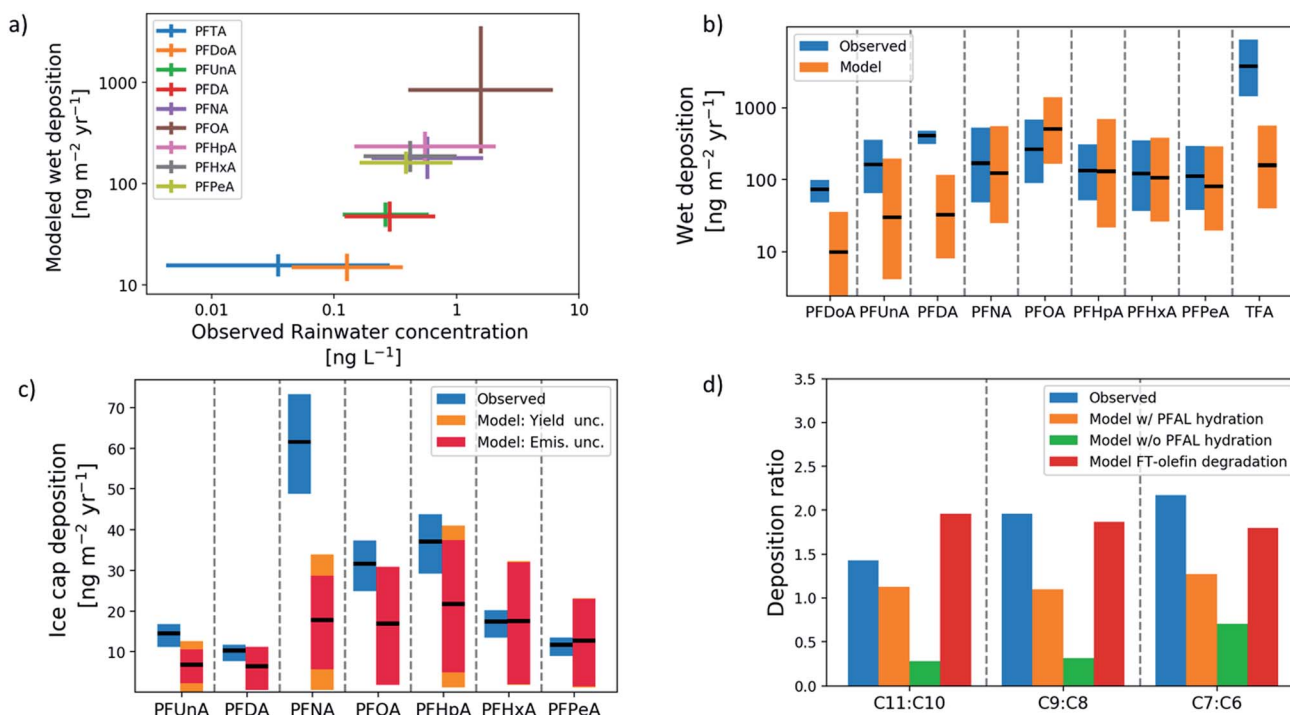 a)
PFTA
PFDoA
PFUnA
PFDA
PFNA
PFOA
PFHpA
PFHxA
PFPeA
1000
100
10
Modeled wet deposition
[ng m⁻² yr⁻¹]
0.01 0.1 1 10
Observed Rainwater concentration
[ng L⁻¹]
b)
Observed
Model
1000
100
10
Wet deposition
[ng m⁻² yr⁻¹]
PFDoA PFUnA PFDA PFNA PFOA PFHpA PFHxA PFPeA TFA
c)
Observed
Model: Yield unc.
Model: Emis. unc.
70
60
50
40
30
20
10
Ice cap deposition
[ng m⁻² yr⁻¹]
PFUnA PFDA PFNA PFOA PFHpA PFHxA PFPeA
d)
Observed
Model w/ PFAL hydration
Model w/o PFAL hydration
Model FT-olefin degradation
3.5
3.0
2.5
2.0
1.5
1.0
0.5
0.0
Deposition ratio
C11:C10 C9:C8 C7:C6